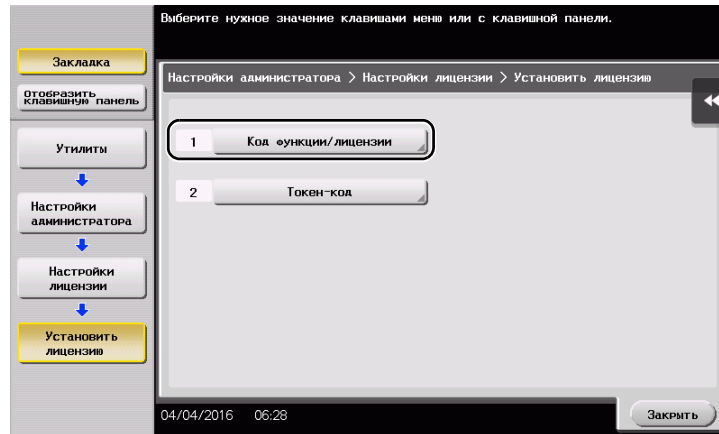 Выберите нужное значение клавишами меню или с клавишной панели.
Закладка
Отобразить
клавишную панель
Настройки администратора > Настройки лицензии > Установить лицензию
Утилиты
1 Код функции/лицензии
2 Токен-код
Настройки
администратора
Настройки
лицензии
Установить
лицензию
04/04/2016 06:28
Закрыть